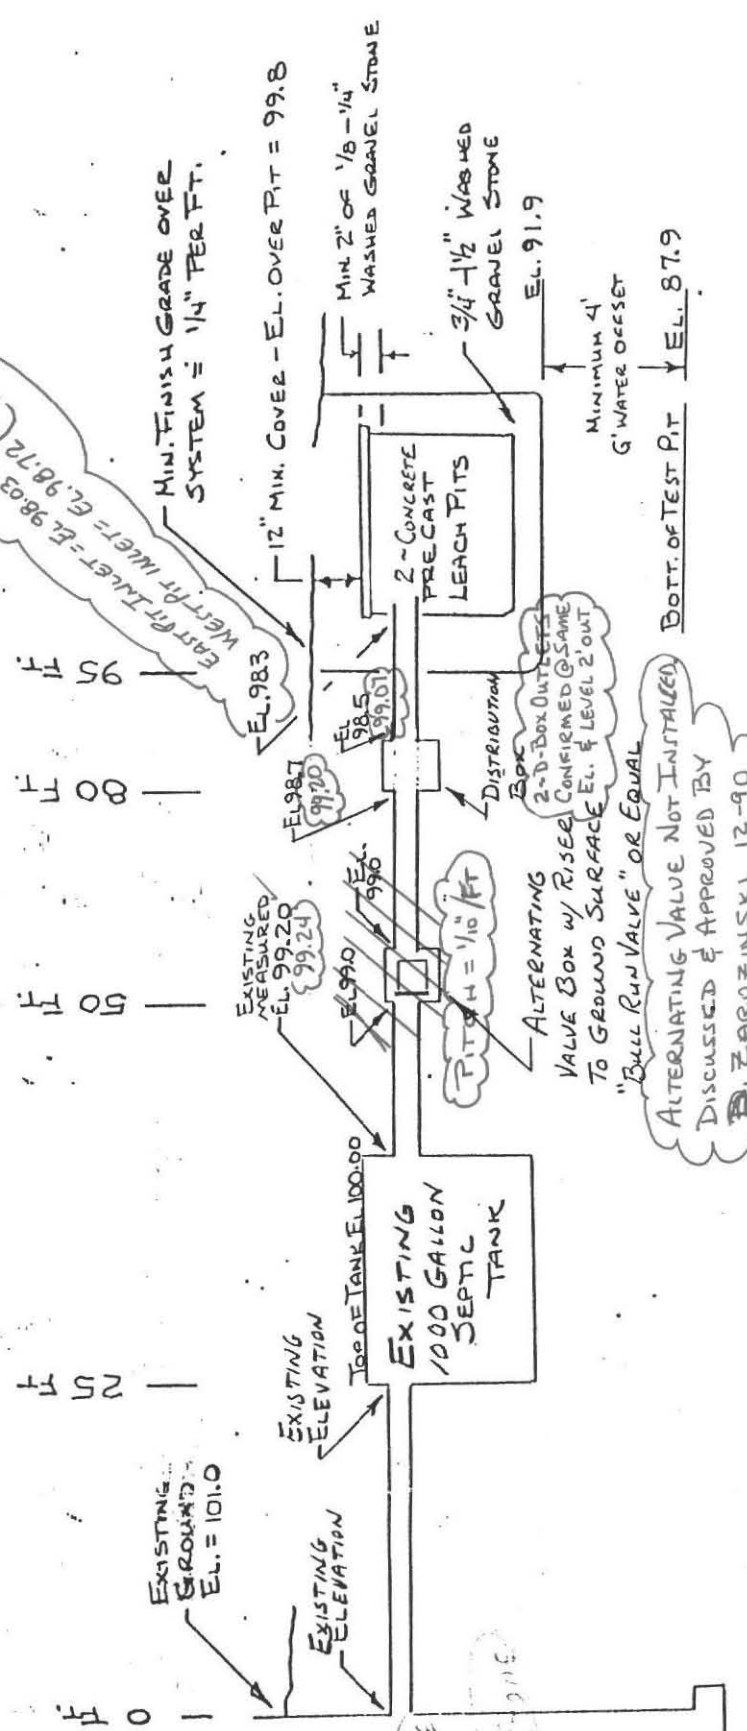 0 FT
25 FT
50 FT
80 FT
95 FT
EXISTING
GROUND
EL. = 101.0
EXISTING
ELEVATION
EXISTING
ELEVATION
TOP OF TANK EL 100.00
EXISTING
1000 GALLON
SEPTIC
TANK
EXISTING
MEASURED
EL. 99.20
99.24
EL 99.0
EL.
99.0
PITCH = 1/10"/FT
ALTERNATING
VALVE BOX W/ RISER
TO GROUND SURFACE
"BULL RUN VALVE" OR EQUAL
ALTERNATING VALVE NOT INSTALLED
DISCUSSED & APPROVED BY
12-90
EL 98.7
99.20
EL
98.5
99.07
EL. 98.3
EAST PIT INLET = EL 98.03
WEST PIT INLET = EL. 98.72
DISTRIBUTION
BOX
2-D-BOX OUTLETS
CONFIRMED @ SAME
EL. & LEVEL 2' OUT
MIN. FINISH GRADE OVER
SYSTEM = 1/4" PER FT.
12" MIN. COVER - EL. OVER PIT = 99.8
2 ~ CONCRETE
PRECAST
LEACH PITS
MIN. 2" OF 1/8 - 1/4"
WASHED GRAVEL STONE
3/4" - 1 1/2" WASHED
GRAVEL STONE
EL. 91.9
MINIMUM 4'
G'WATER OFFSET
BOTT. OF TEST PIT
EL. 87.9